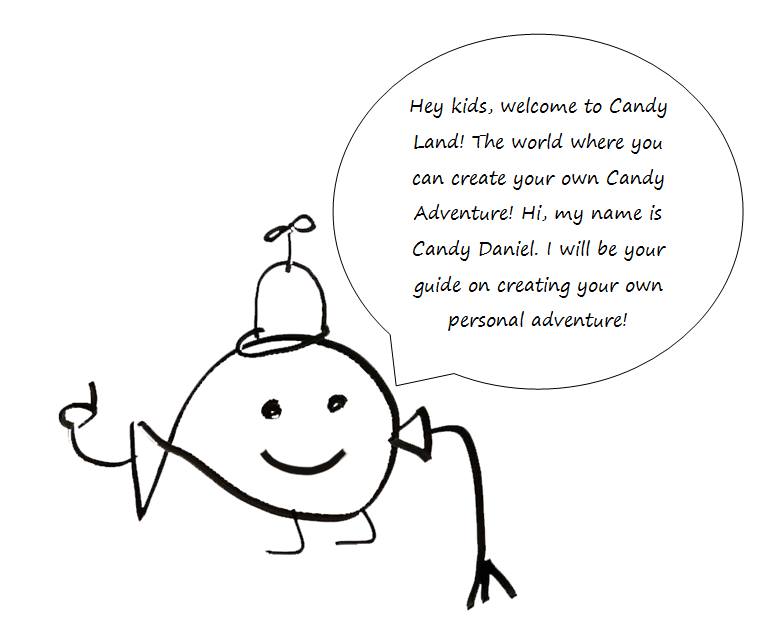 Hey kids, welcome to Candy
Land! The world where you
can create your own Candy
Adventure! Hi, my name is
Candy Daniel. I will be your
guide on creating your own
personal adventure!